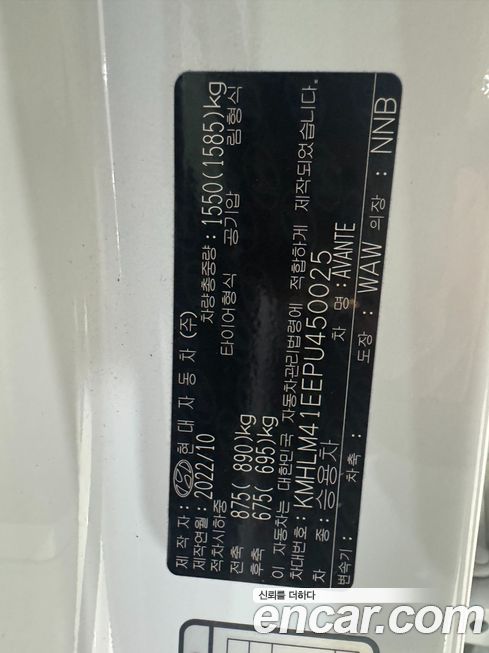 제 작 자 : 현 대 자 동 차 (주)
제작연월 : 2022/10 차량총중량 : 1550(1585)kg
적차시하중 타이어형식 공기압 림형식
전축 875( 890)kg
후축 675( 695)kg
이 자동차는 대한민국 자동차관리법령에 적합하게 제작되었습니다.
차대번호: KMHLM41EEPU450025
차 종: 승용차 차 명: AVANTE
변속기: 차축: 도장: WAW 의장: NNB
신뢰를 더하다
Encar.com